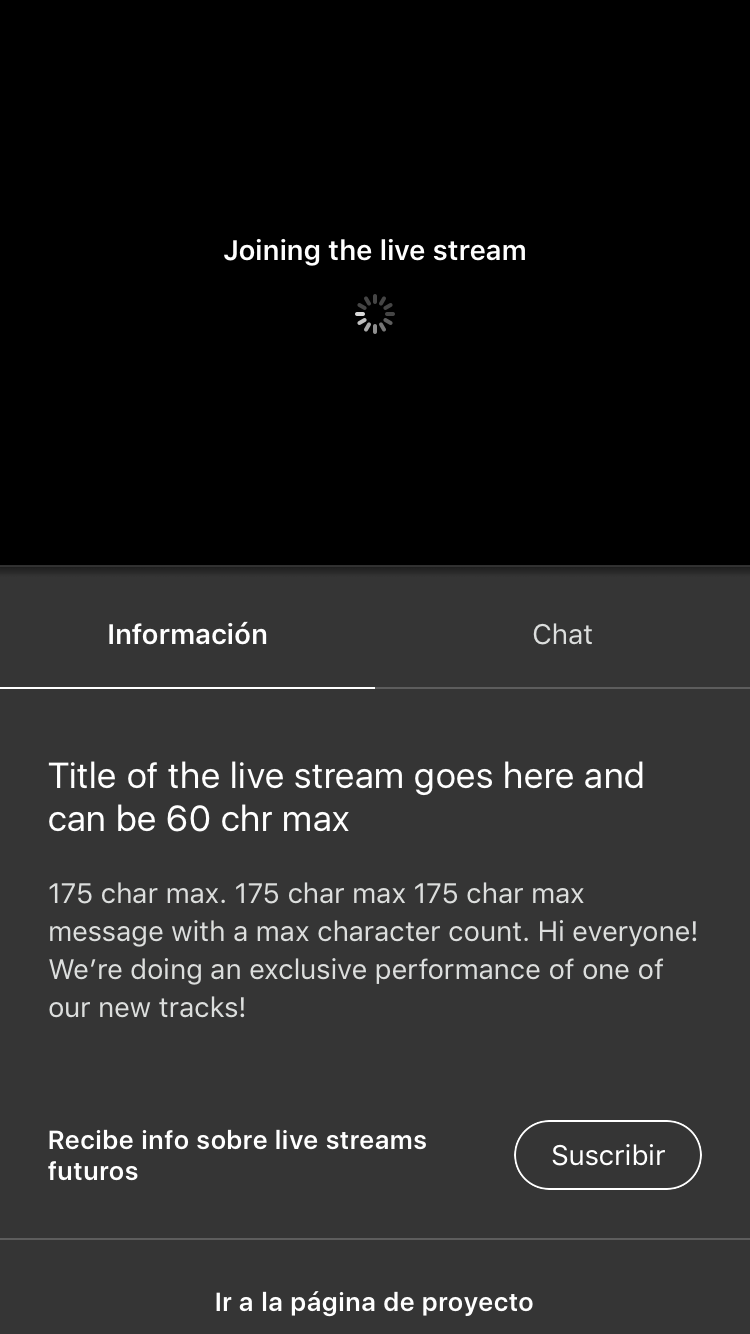 Joining the live stream
Información
Chat
Title of the live stream goes here and
can be 60 chr max
175 char max. 175 char max 175 char max
message with a max character count. Hi everyone!
We’re doing an exclusive performance of one of
our new tracks!
Recibe info sobre live streams
futuros
Suscribir
Ir a la página de proyecto